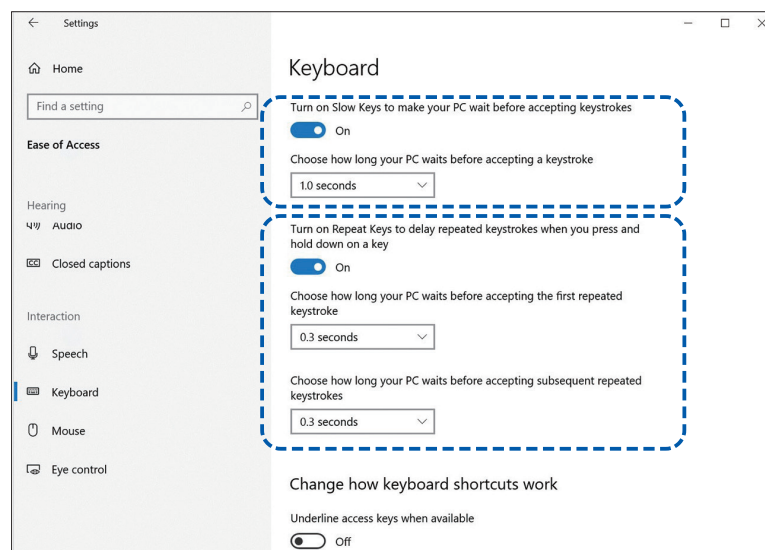 Settings
Home
Find a setting
Ease of Access
Hearing
Audio
CC Closed captions
Interaction
Speech
Keyboard
Mouse
Eye control
Keyboard
Turn on Slow Keys to make your PC wait before accepting keystrokes
On
Choose how long your PC waits before accepting a keystroke
1.0 seconds
Turn on Repeat Keys to delay repeated keystrokes when you press and
hold down on a key
On
Choose how long your PC waits before accepting the first repeated
keystroke
0.3 seconds
Choose how long your PC waits before accepting subsequent repeated
keystrokes
0.3 seconds
Change how keyboard shortcuts work
Underline access keys when available
Off